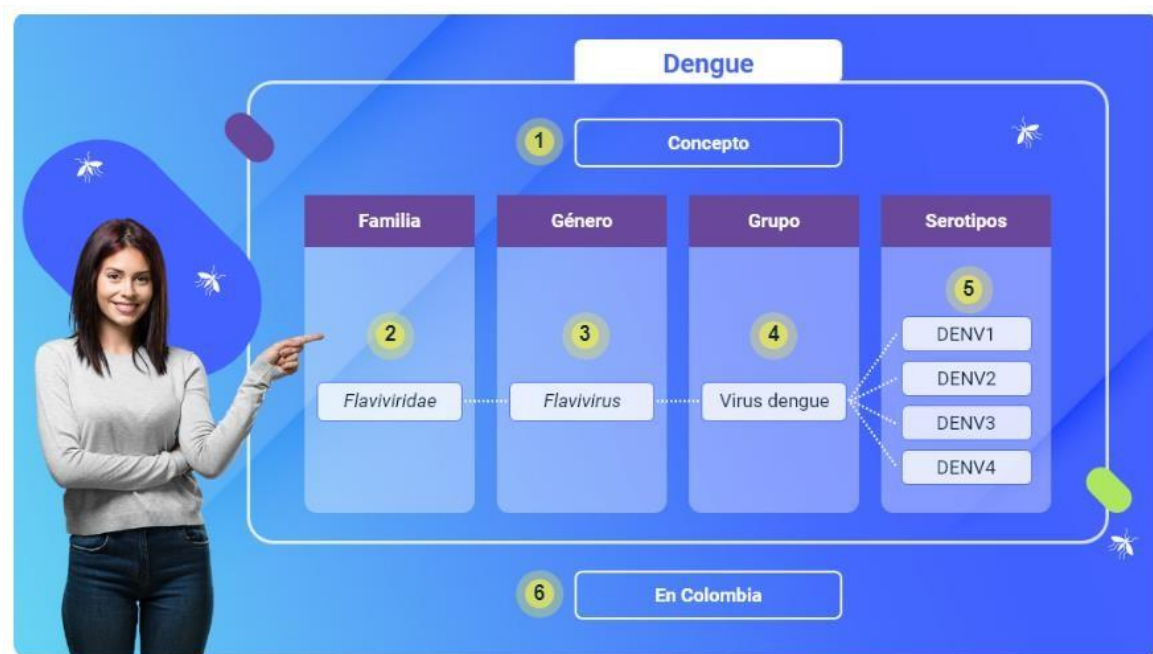 Dengue
1
Concepto
Familia
Género
Grupo
Serotipos
2
3
4
5
Flaviviridae
Flavivirus
Virus dengue
DENV1
DENV2
DENV3
DENV4
6
En Colombia